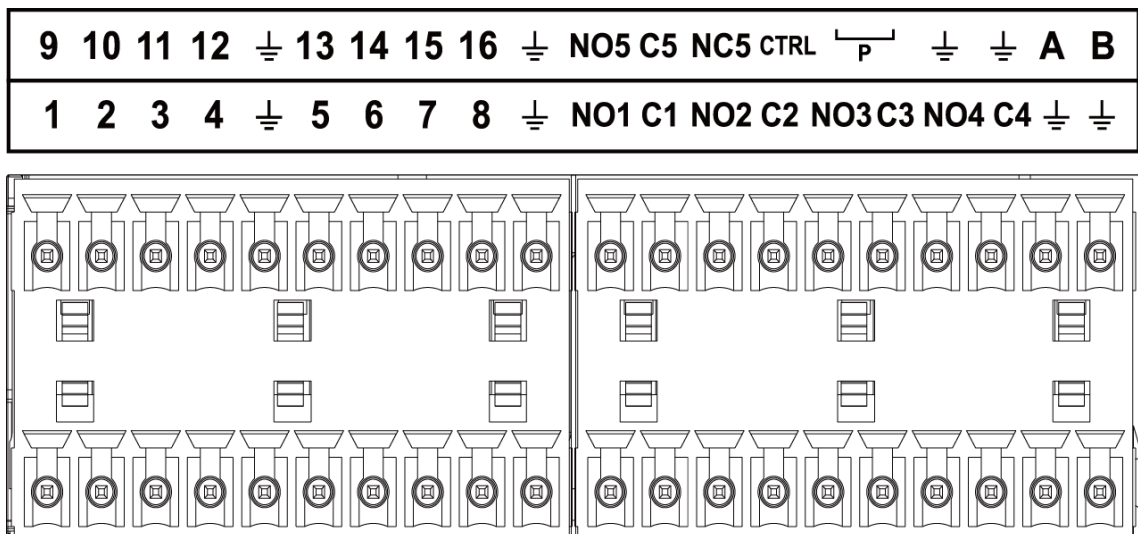 9 10 11 12 ⏚ 13 14 15 16 ⏚ NO5 C5 NC5 CTRL P ⏚ ⏚ A B
1 2 3 4 ⏚ 5 6 7 8 ⏚ NO1 C1 NO2 C2 NO3 C3 NO4 C4 ⏚ ⏚